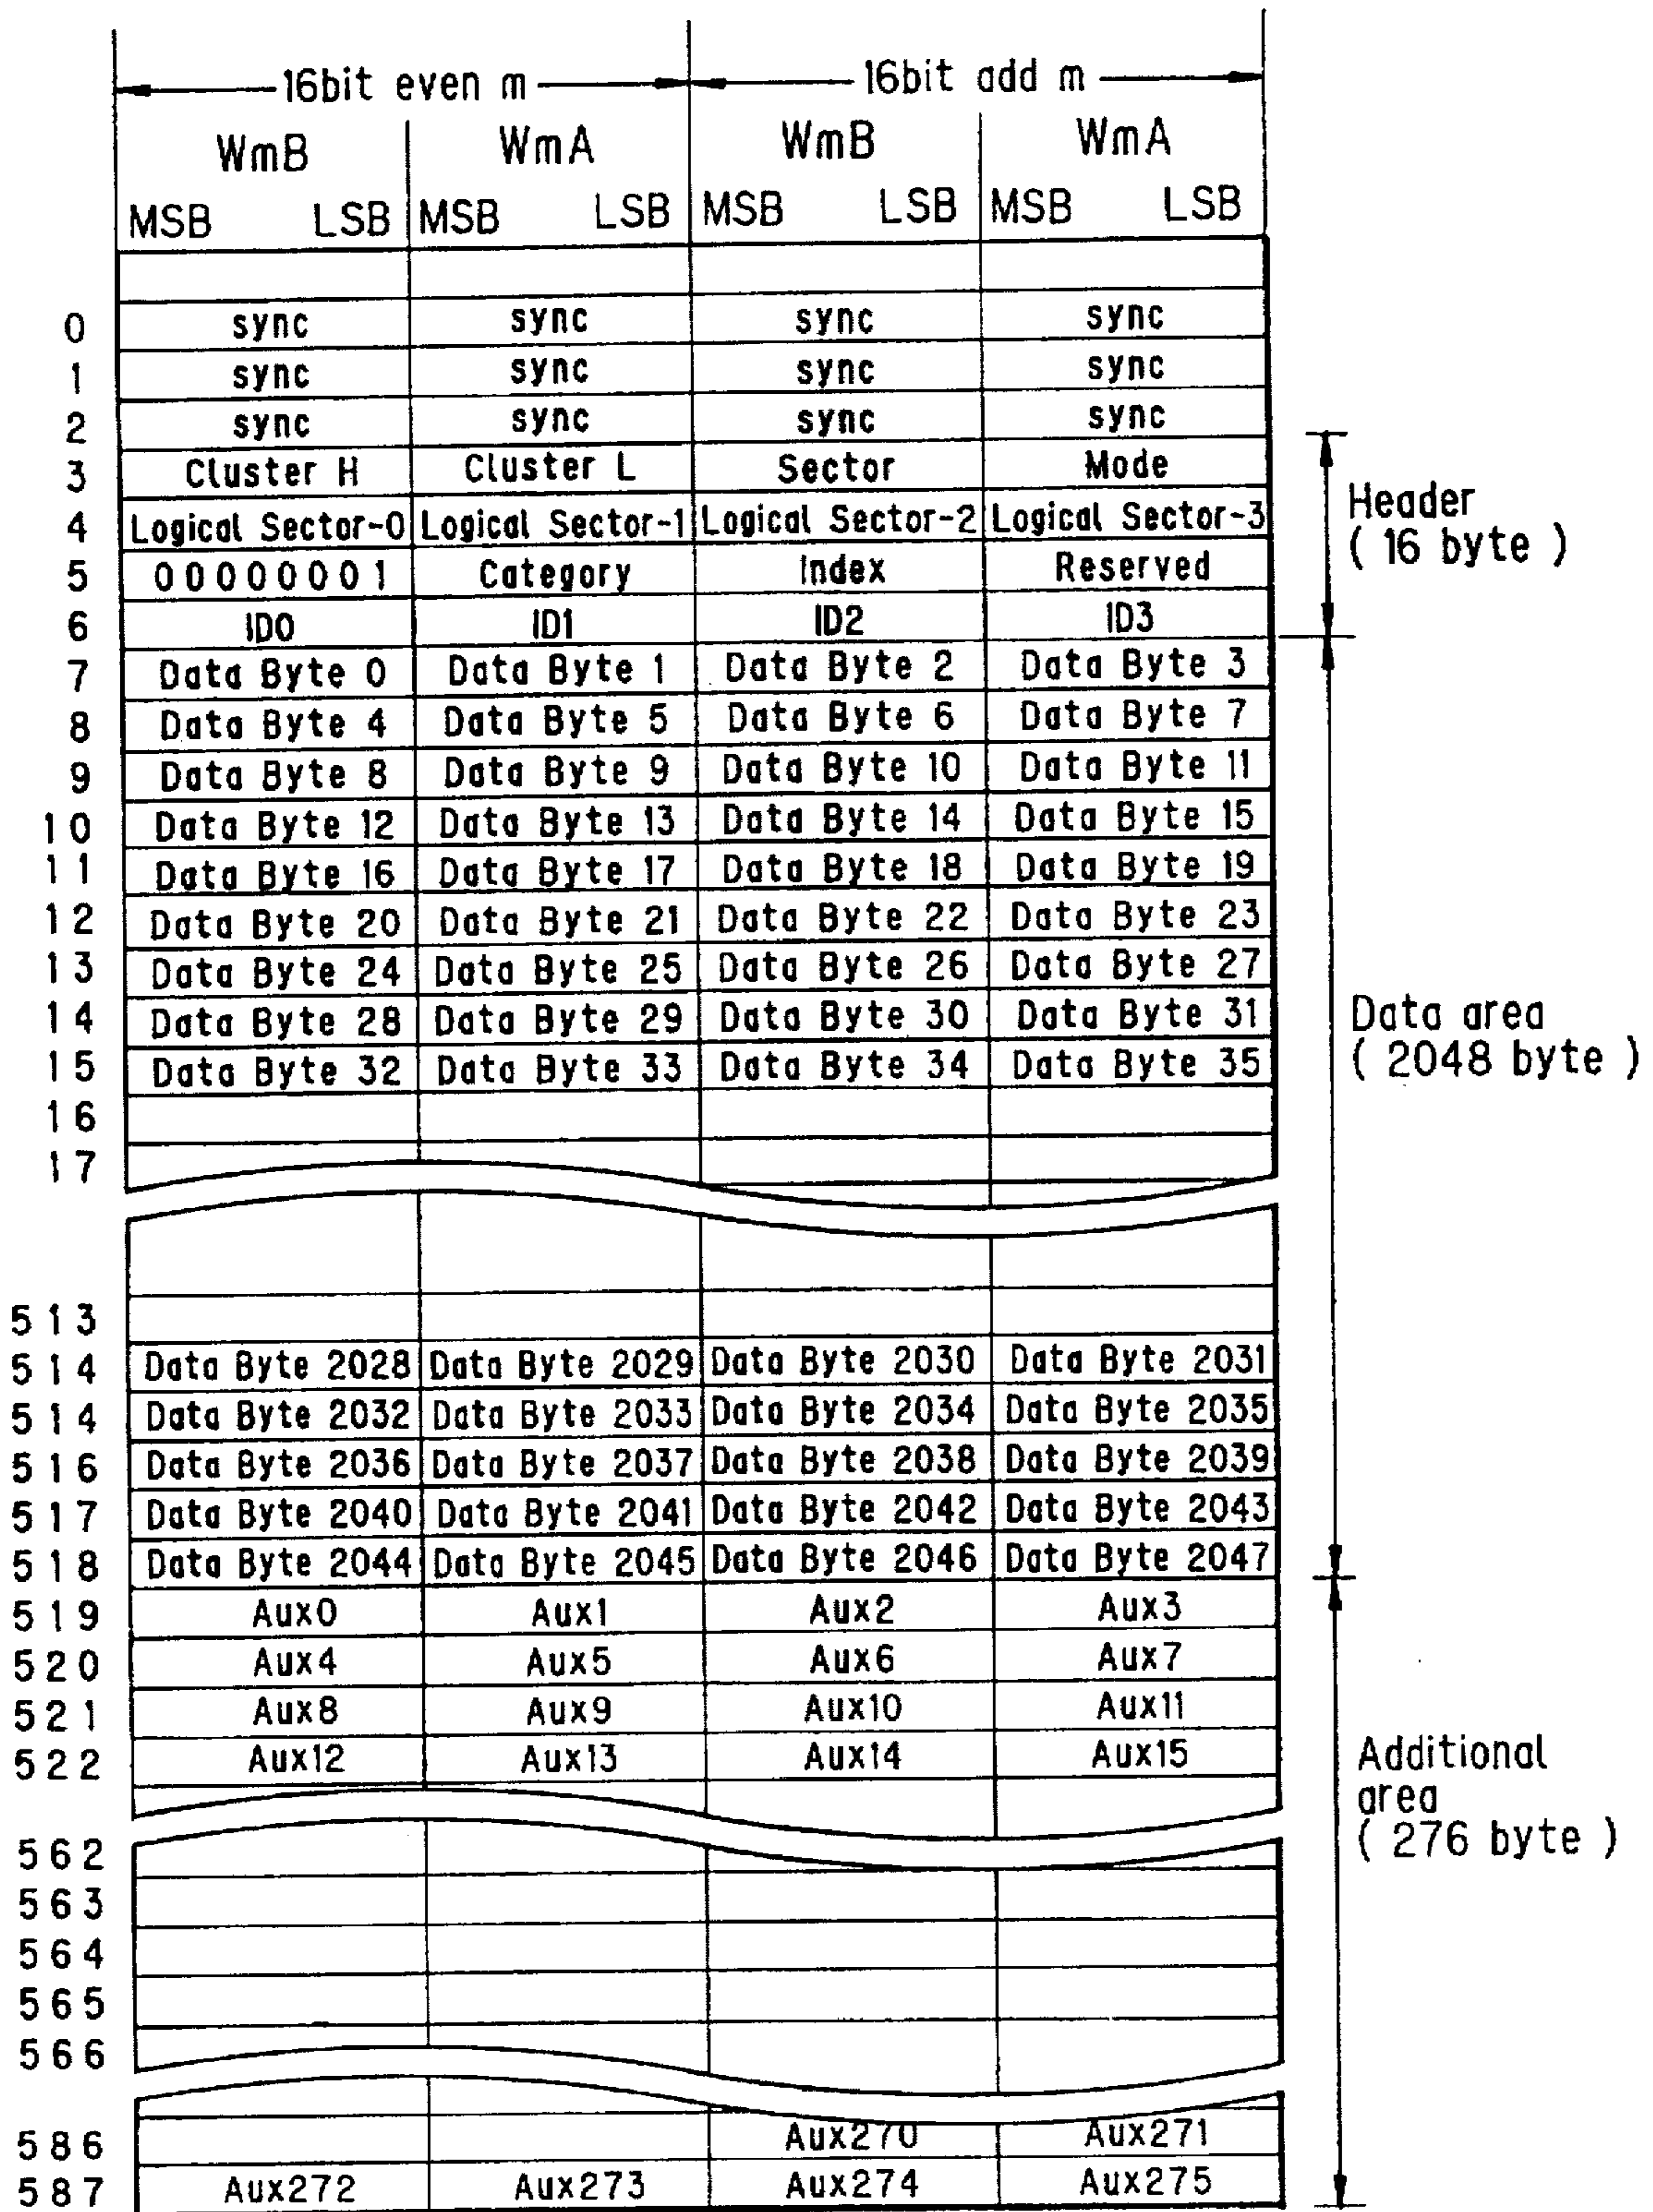 16bit even m 16bit add m
WmB WmA WmB WmA
MSB LSB MSB LSB MSB LSB MSB LSB
0 sync sync sync sync
1 sync sync sync sync
2 sync sync sync sync
3 Cluster H Cluster L Sector Mode
4 Logical Sector-0 Logical Sector-1 Logical Sector-2 Logical Sector-3
Header
( 16 byte )
5 00000001 Category Index Reserved
6 ID0 ID1 ID2 ID3
7 Data Byte 0 Data Byte 1 Data Byte 2 Data Byte 3
8 Data Byte 4 Data Byte 5 Data Byte 6 Data Byte 7
9 Data Byte 8 Data Byte 9 Data Byte 10 Data Byte 11
10 Data Byte 12 Data Byte 13 Data Byte 14 Data Byte 15
11 Data Byte 16 Data Byte 17 Data Byte 18 Data Byte 19
12 Data Byte 20 Data Byte 21 Data Byte 22 Data Byte 23
13 Data Byte 24 Data Byte 25 Data Byte 26 Data Byte 27
14 Data Byte 28 Data Byte 29 Data Byte 30 Data Byte 31
15 Data Byte 32 Data Byte 33 Data Byte 34 Data Byte 35
Data area
( 2048 byte )
16
17
513
514 Data Byte 2028 Data Byte 2029 Data Byte 2030 Data Byte 2031
514 Data Byte 2032 Data Byte 2033 Data Byte 2034 Data Byte 2035
516 Data Byte 2036 Data Byte 2037 Data Byte 2038 Data Byte 2039
517 Data Byte 2040 Data Byte 2041 Data Byte 2042 Data Byte 2043
518 Data Byte 2044 Data Byte 2045 Data Byte 2046 Data Byte 2047
519 Aux0 Aux1 Aux2 Aux3
520 Aux4 Aux5 Aux6 Aux7
521 Aux8 Aux9 Aux10 Aux11
522 Aux12 Aux13 Aux14 Aux15
Additional
area
( 276 byte )
562
563
564
565
566
586 Aux270 Aux271
587 Aux272 Aux273 Aux274 Aux275